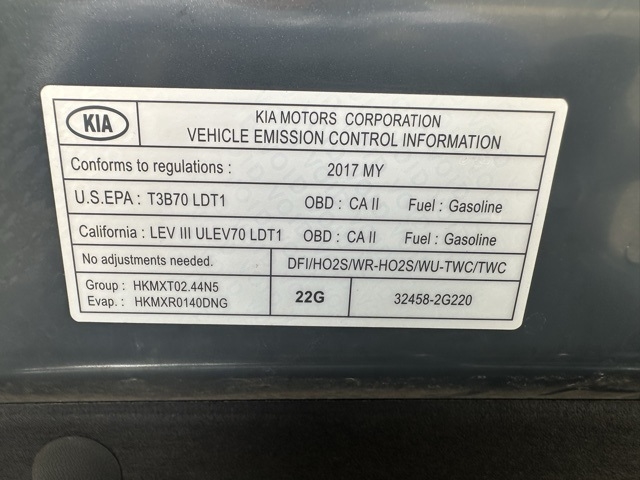 KIA
KIA MOTORS CORPORATION
VEHICLE EMISSION CONTROL INFORMATION
Conforms to regulations : 2017 MY
U.S.EPA : T3B70 LDT1 OBD : CA II Fuel : Gasoline
California : LEV III ULEV70 LDT1 OBD : CA II Fuel : Gasoline
No adjustments needed. DFI/HO2S/WR-HO2S/WU-TWC/TWC
Group : HKMXT02.44N5
Evap. : HKMXR0140DNG
22G
32458-2G220